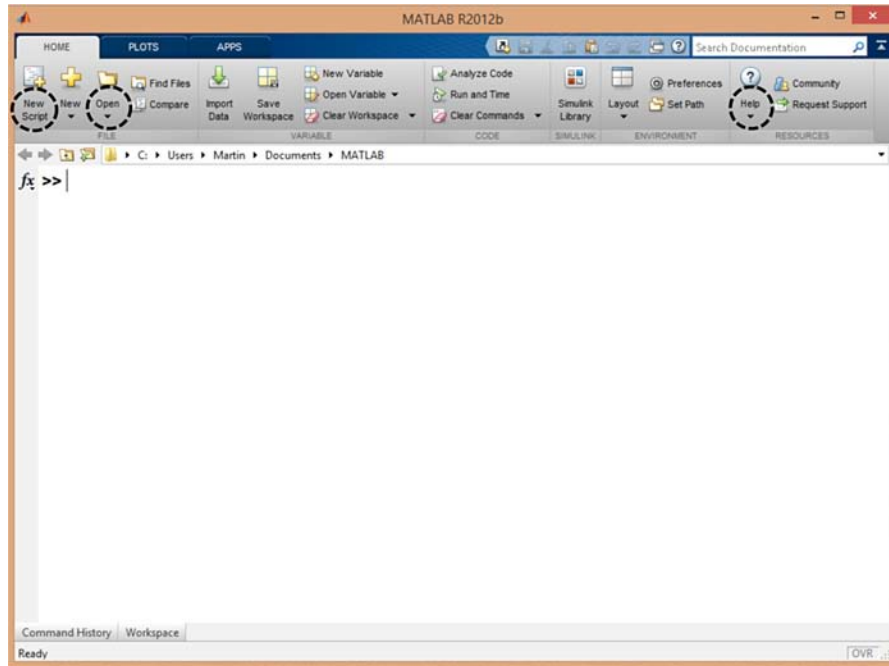 MATLAB R2012b
HOME PLOTS APPS
Search Documentation
New Script
New
Open
Find Files
Compare
FILE
Import Data
Save Workspace
New Variable
Open Variable
Clear Workspace
VARIABLE
Analyze Code
Run and Time
Clear Commands
CODE
Simulink Library
SIMULINK
Layout
Preferences
Set Path
ENVIRONMENT
Help
Community
Request Support
RESOURCES
C: Users Martin Documents MATLAB
fx >>
Command History Workspace
Ready
OVR